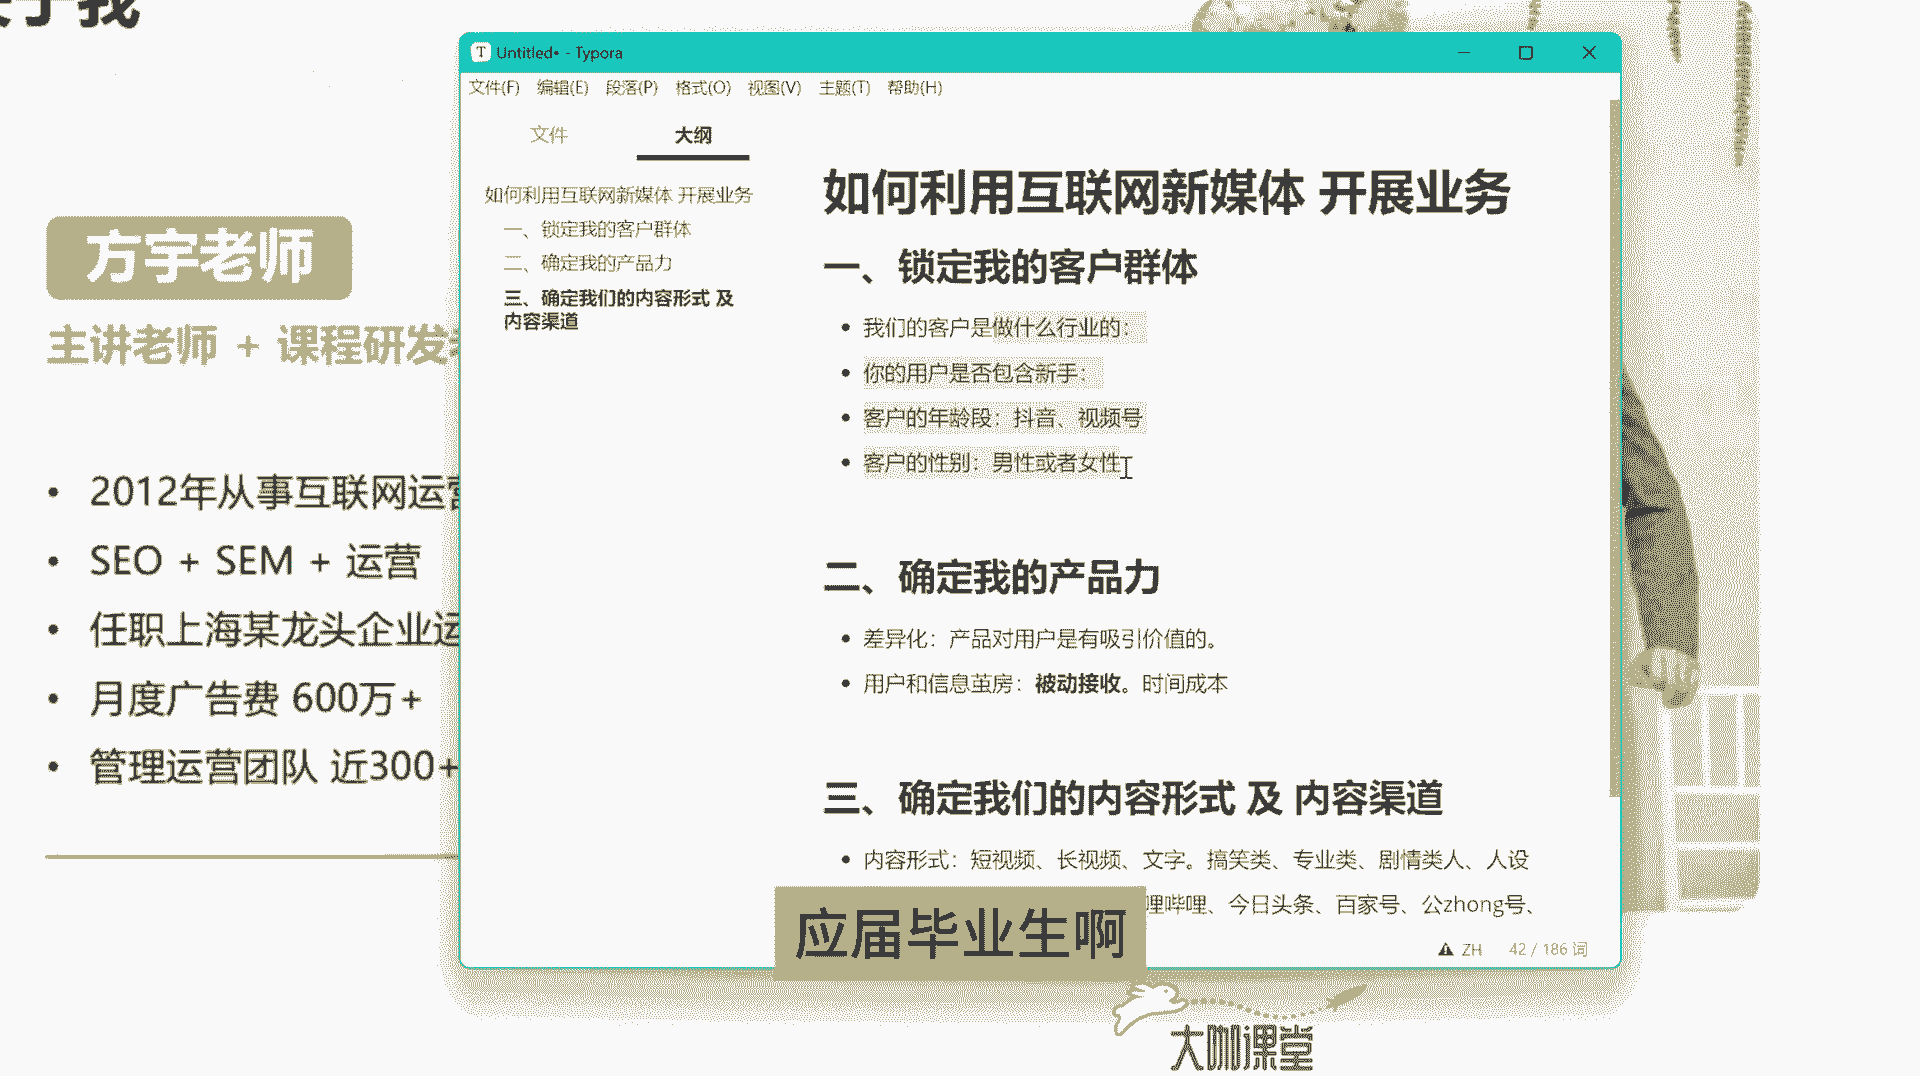 关于我
方宇老师
主讲老师 + 课程研发
2012年从事互联网运营
SEO + SEM + 运营
任职上海某龙头企业运
月度广告费 600万+
管理运营团队 近300+
Untitled• - Typora
文件(F) 编辑(E) 段落(P) 格式(O) 视图(V) 主题(T) 帮助(H)
文件 大纲
如何利用互联网新媒体 开展业务
一、锁定我的客户群体
二、确定我的产品力
三、确定我们的内容形式 及
内容渠道
如何利用互联网新媒体 开展业务
一、锁定我的客户群体
我们的客户是做什么行业的：
你的用户是否包含新手：
客户的年龄段：抖音、视频号
客户的性别：男性或者女性
二、确定我的产品力
差异化：产品对用户是有吸引价值的。
用户和信息茧房：被动接收。时间成本
三、确定我们的内容形式 及 内容渠道
内容形式：短视频、长视频、文字。搞笑类、专业类、剧情类人、人设
哩哔哩、今日头条、百家号、公zhong号、
ZH 42 / 186 词
应届毕业生啊
大咖课堂